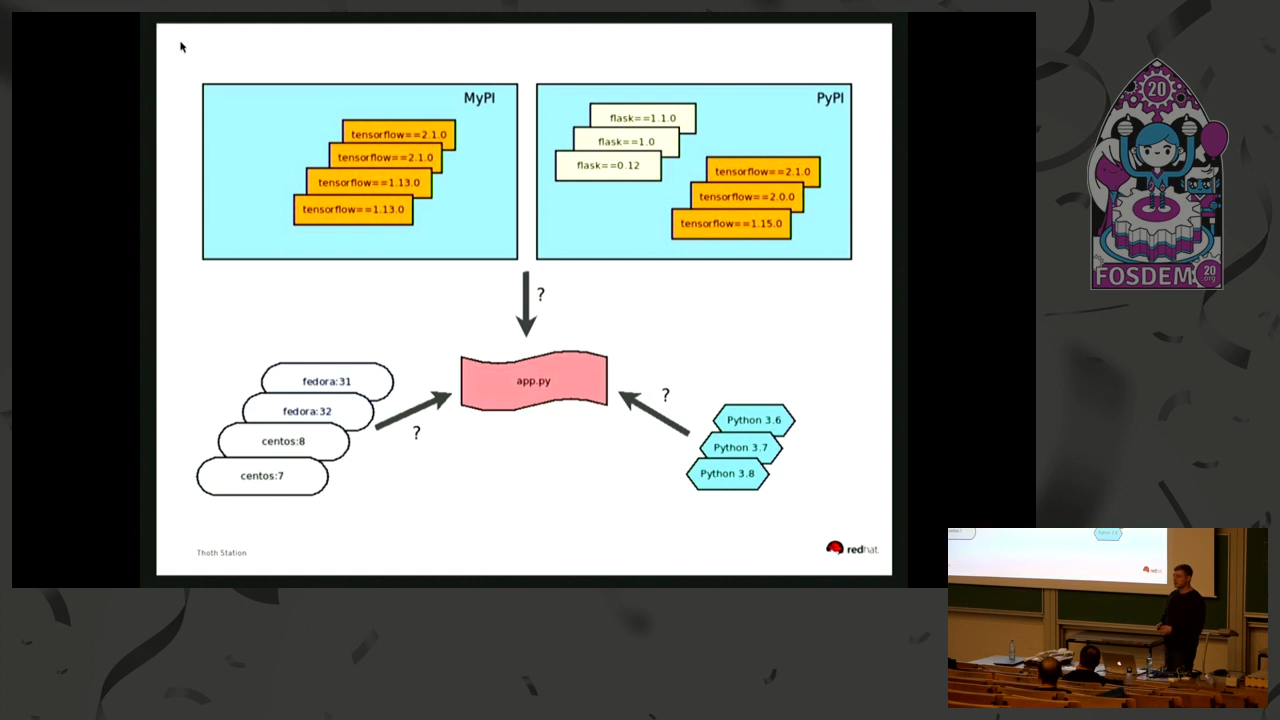 MyPI
tensorflow==2.1.0
tensorflow==2.1.0
tensorflow==1.13.0
tensorflow==1.13.0
PyPI
flask==1.1.0
flask==1.0
flask==0.12
tensorflow==2.1.0
tensorflow==2.0.0
tensorflow==1.15.0
?
app.py
fedora:31
fedora:32
centos:8
centos:7
?
?
Python 3.6
Python 3.7
Python 3.8
Thoth Station
redhat.
20
FOSDEM
20
.org